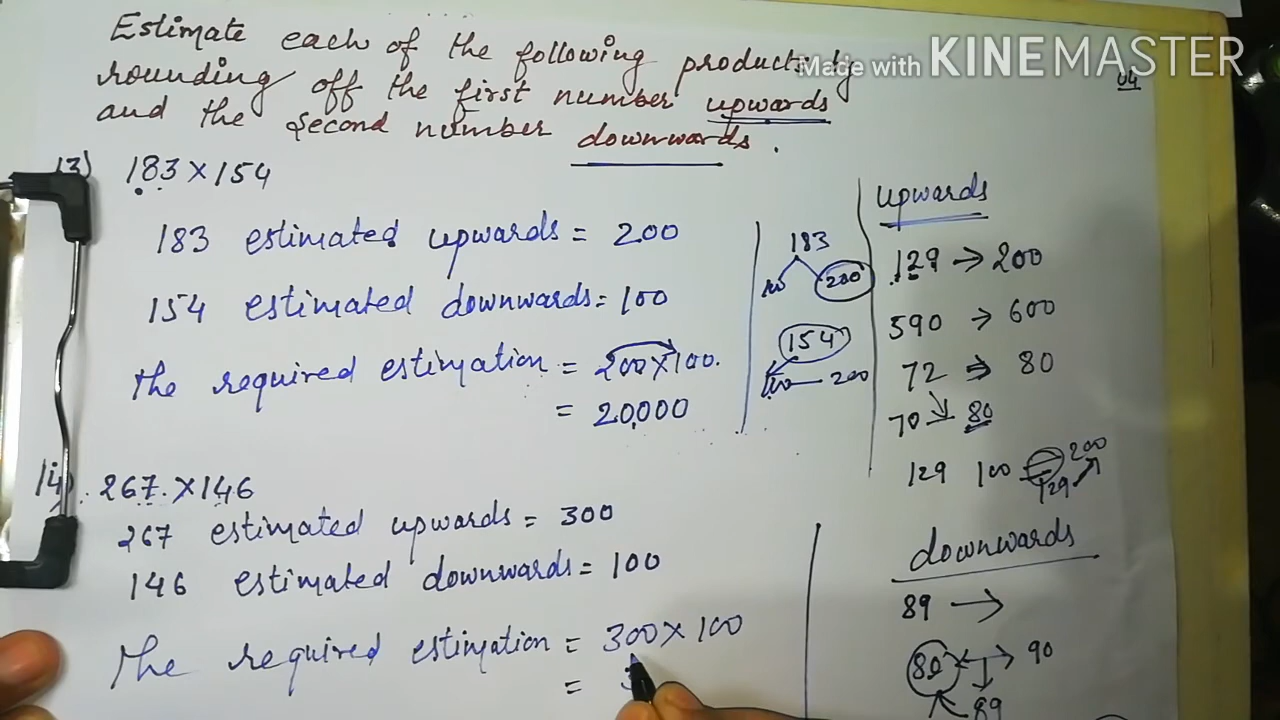 Estimate each of the following products by
rounding off the first number upwards
and the second number downwards.
Made with KINEMASTER
04
13) 183 × 154
183 estimated upwards = 200
154 estimated downwards = 100
The required estimation = 200 × 100.
= 20,000
14) 267 × 146
267 estimated upwards = 300
146 estimated downwards = 100
The required estimation = 300 × 100
= 3
183
100 200
154
100 — 200
upwards
129 → 200
590 → 600
72 → 80
70 80
129 100 129 200
downwards
89 →
80 90
89